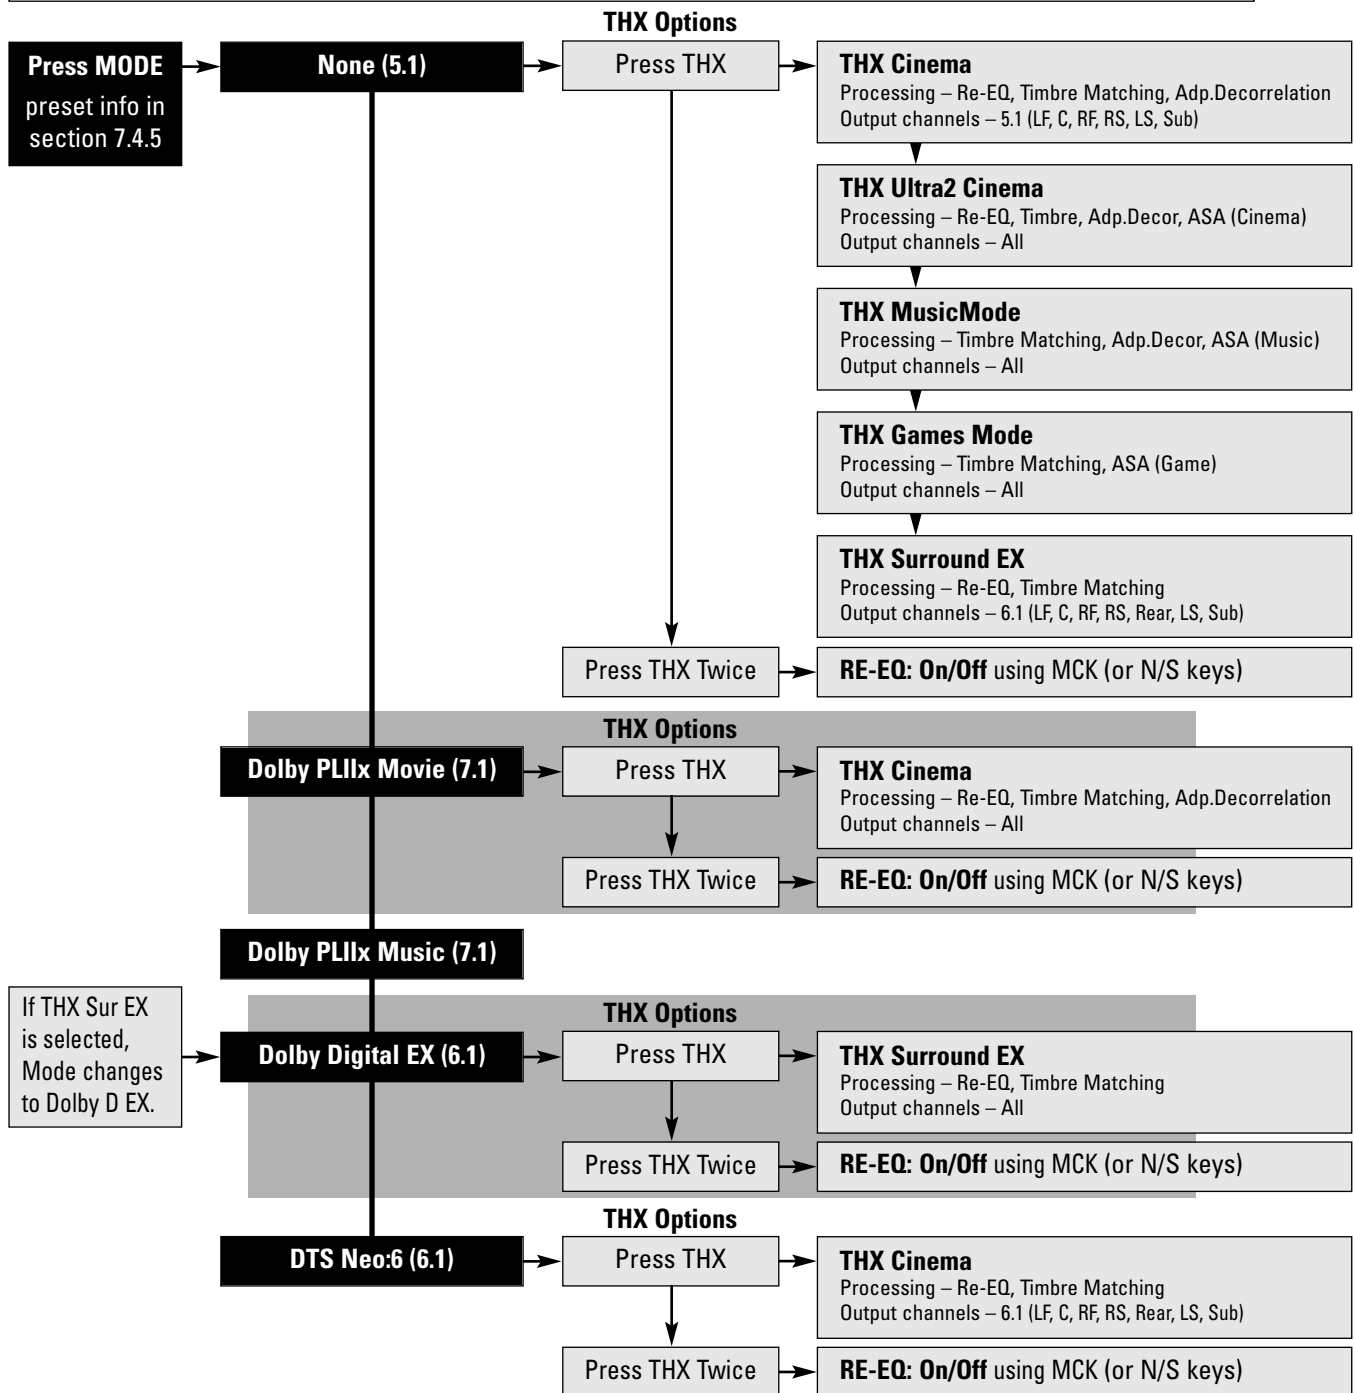 THX Options
Press MODE
preset info in
section 7.4.5
None (5.1)
Press THX
THX Cinema
Processing – Re-EQ, Timbre Matching, Adp.Decorrelation
Output channels – 5.1 (LF, C, RF, RS, LS, Sub)
THX Ultra2 Cinema
Processing – Re-EQ, Timbre, Adp.Decor, ASA (Cinema)
Output channels – All
THX MusicMode
Processing – Timbre Matching, Adp.Decor, ASA (Music)
Output channels – All
THX Games Mode
Processing – Timbre Matching, ASA (Game)
Output channels – All
THX Surround EX
Processing – Re-EQ, Timbre Matching
Output channels – 6.1 (LF, C, RF, RS, Rear, LS, Sub)
Press THX Twice
RE-EQ: On/Off using MCK (or N/S keys)
THX Options
Dolby PLIIx Movie (7.1)
Press THX
THX Cinema
Processing – Re-EQ, Timbre Matching, Adp.Decorrelation
Output channels – All
Press THX Twice
RE-EQ: On/Off using MCK (or N/S keys)
Dolby PLIIx Music (7.1)
If THX Sur EX
is selected,
Mode changes
to Dolby D EX.
THX Options
Dolby Digital EX (6.1)
Press THX
THX Surround EX
Processing – Re-EQ, Timbre Matching
Output channels – All
Press THX Twice
RE-EQ: On/Off using MCK (or N/S keys)
THX Options
DTS Neo:6 (6.1)
Press THX
THX Cinema
Processing – Re-EQ, Timbre Matching
Output channels – 6.1 (LF, C, RF, RS, Rear, LS, Sub)
Press THX Twice
RE-EQ: On/Off using MCK (or N/S keys)